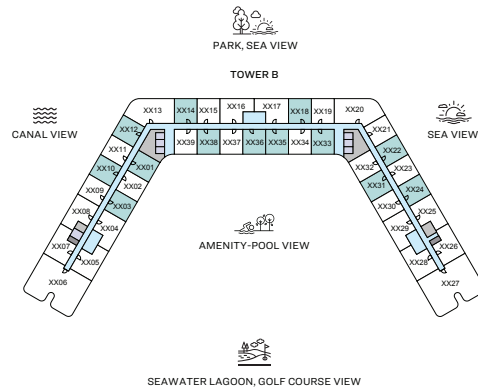 PARK, SEA VIEW
TOWER B
CANAL VIEW
SEA VIEW
XX13
XX14
XX15
XX16
XX17
XX18
XX19
XX20
XX12
XX11
XX10
XX09
XX08
XX07
XX06
XX05
XX04
XX03
XX02
XX01
XX39
XX38
XX37
XX36
XX35
XX34
XX33
XX21
XX22
XX23
XX24
XX25
XX26
XX27
XX28
XX29
XX30
XX31
XX32
AMENITY-POOL VIEW
SEAWATER LAGOON, GOLF COURSE VIEW